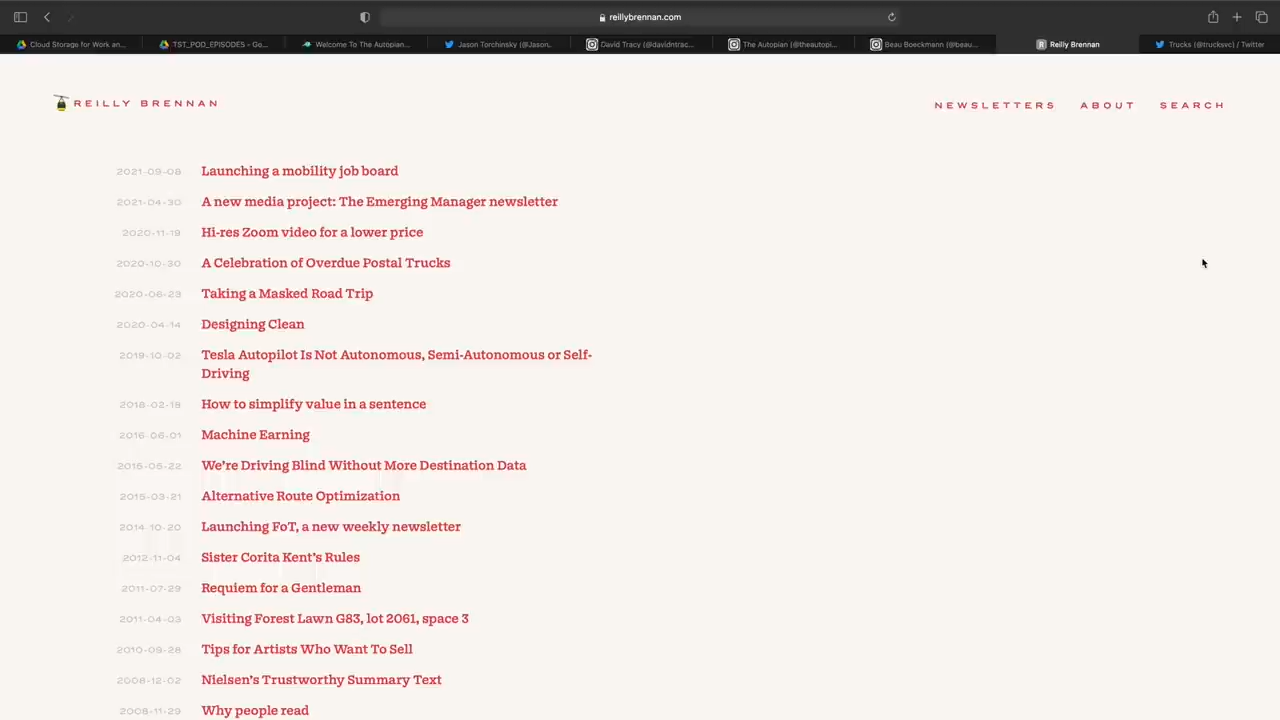 reillybrennan.com
Cloud Storage for Work an...
TST_POD_EPISODES - Go...
Welcome To The Autopian...
Jason Torchinsky (@Jason...
David Tracy (@davidntrac...
The Autopian (@theautopi...
Beau Boeckmann (@beau...
R Reilly Brennan
Trucks (@trucksvc) / Twitter
REILLY BRENNAN
NEWSLETTERS ABOUT SEARCH
2021-09-08 Launching a mobility job board
2021-04-30 A new media project: The Emerging Manager newsletter
2020-11-19 Hi-res Zoom video for a lower price
2020-10-30 A Celebration of Overdue Postal Trucks
2020-06-23 Taking a Masked Road Trip
2020-04-14 Designing Clean
2019-10-02 Tesla Autopilot Is Not Autonomous, Semi-Autonomous or Self-
Driving
2018-02-19 How to simplify value in a sentence
2016-06-01 Machine Earning
2015-05-22 We're Driving Blind Without More Destination Data
2015-03-21 Alternative Route Optimization
2014-10-20 Launching FoT, a new weekly newsletter
2012-11-04 Sister Corita Kent's Rules
2011-07-29 Requiem for a Gentleman
2011-04-03 Visiting Forest Lawn G83, lot 2061, space 3
2010-09-28 Tips for Artists Who Want To Sell
2008-12-02 Nielsen's Trustworthy Summary Text
2008-11-29 Why people read